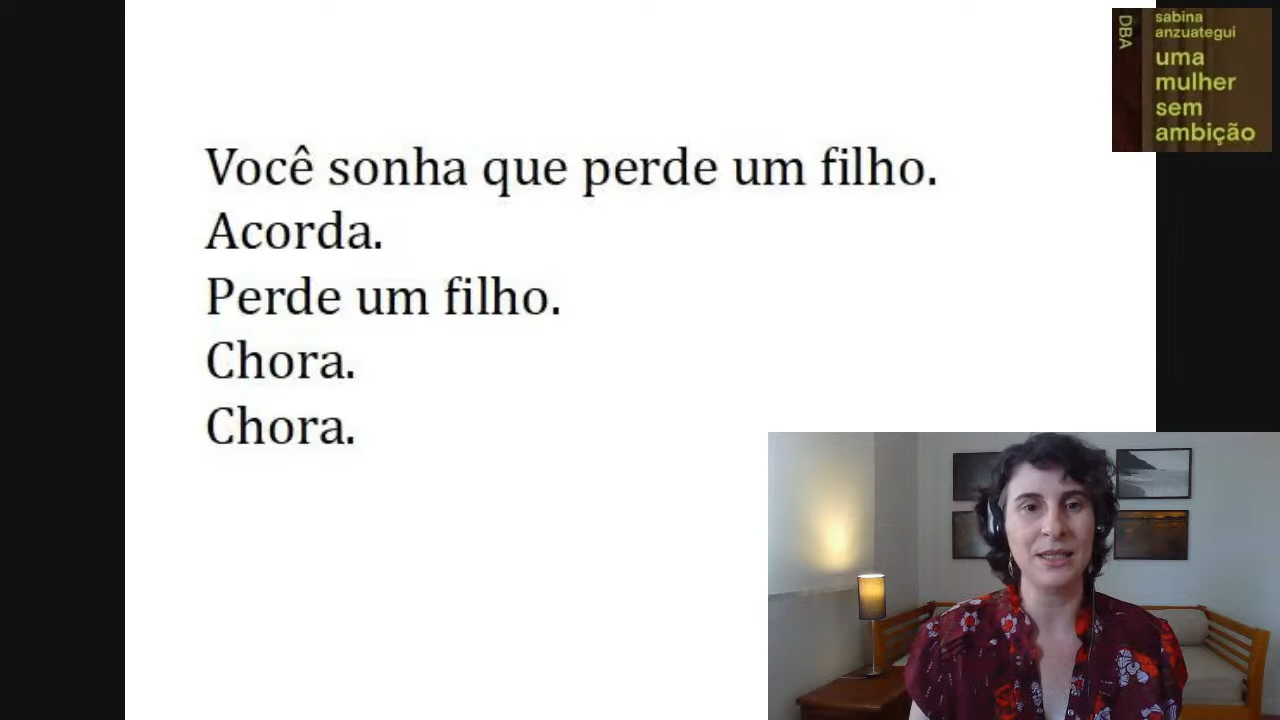 Você sonha que perde um filho.
Acorda.
Perde um filho.
Chora.
Chora.
DBA
sabina
anzuategui
uma
mulher
sem
ambição